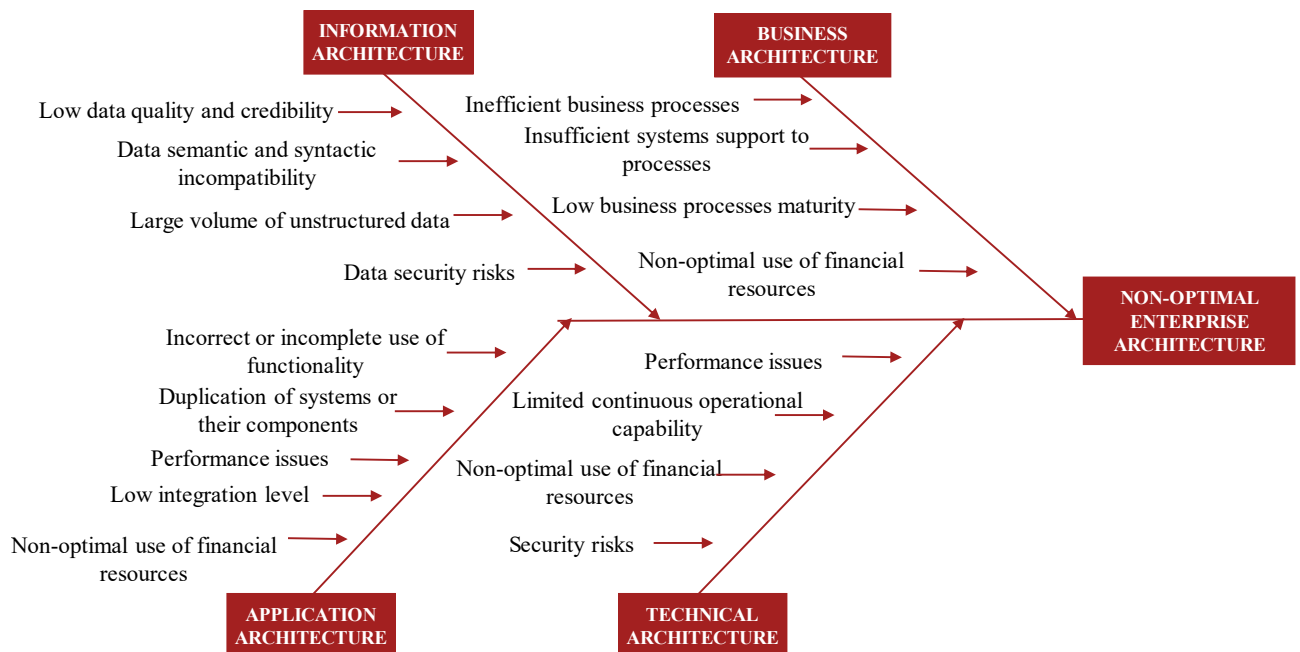 INFORMATION
ARCHITECTURE
Low data quality and credibility
Data semantic and syntactic
incompatibility
Large volume of unstructured data
Data security risks
BUSINESS
ARCHITECTURE
Inefficient business processes
Insufficient systems support to
processes
Low business processes maturity
Non-optimal use of financial
resources
NON-OPTIMAL
ENTERPRISE
ARCHITECTURE
Incorrect or incomplete use of
functionality
Duplication of systems or
their components
Performance issues
Low integration level
Non-optimal use of financial
resources
APPLICATION
ARCHITECTURE
Performance issues
Limited continuous operational
capability
Non-optimal use of financial
resources
Security risks
TECHNICAL
ARCHITECTURE